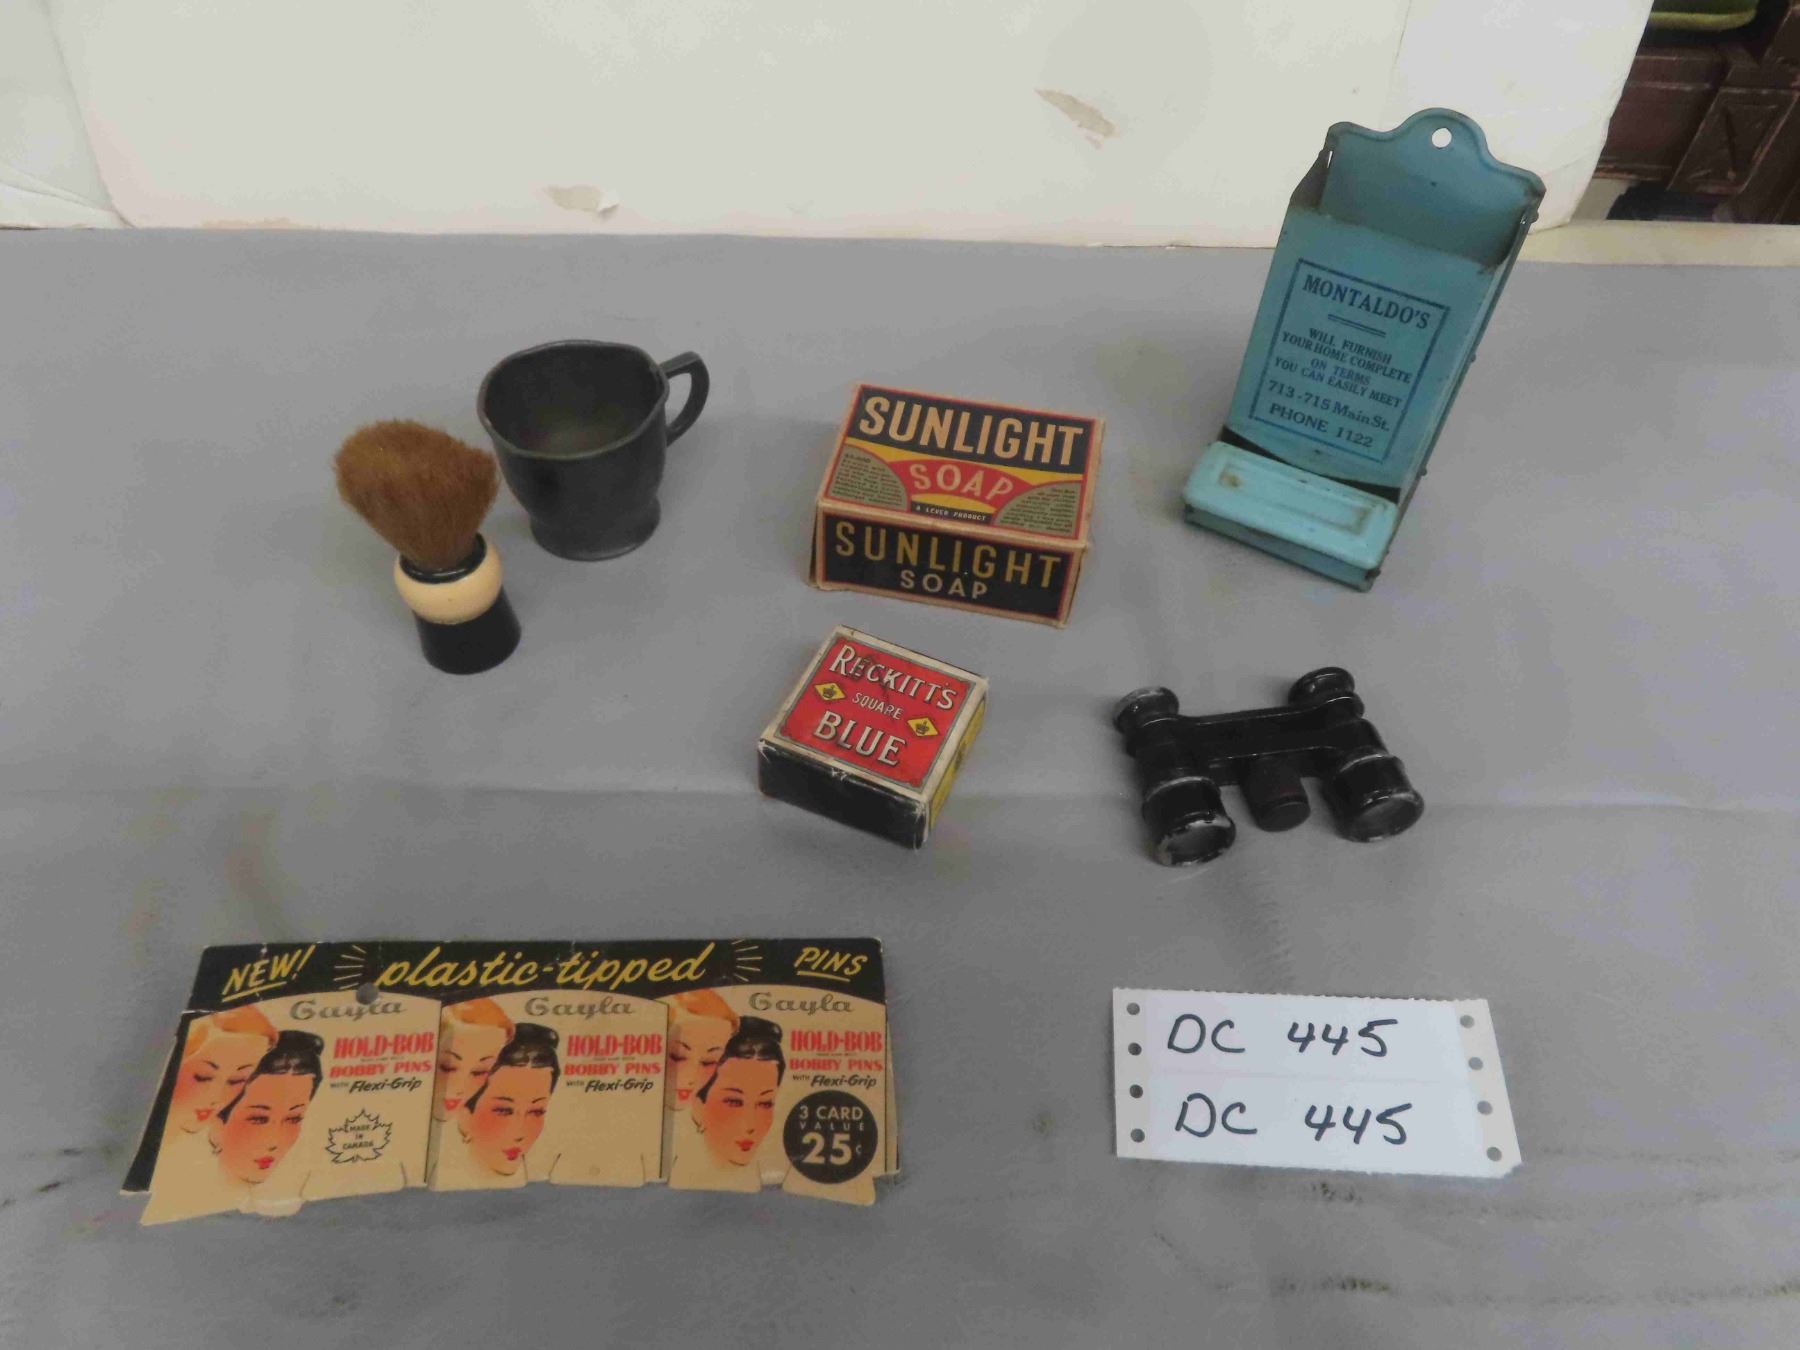 MONTALDO'S
WILL FURNISH
YOUR HOME COMPLETE
ON TERMS
YOU CAN EASILY MEET
713-715 Main St.
PHONE 1122
SUNLIGHT
SOAP
A LEVER PRODUCT
SUNLIGHT
SOAP
RECKITT'S
SQUARE
BLUE
NEW! plastic-tipped PINS
Gayla
HOLD-BOB
BOBBY PINS
WITH Flexi-Grip
MADE
IN
CANADA
Gayla
HOLD-BOB
BOBBY PINS
WITH Flexi-Grip
Gayla
HOLD-BOB
BOBBY PINS
WITH Flexi-Grip
3 CARD
VALUE
25¢
DC 445
DC 445